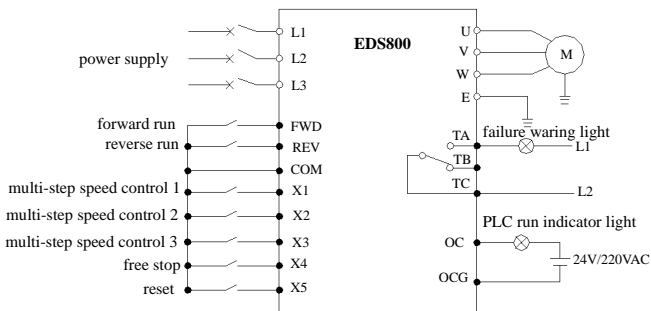 L1
U
EDS800
V
M
power supply
L2
W
L3
E
forward run
FWD
TA
failure waring light
reverse run
REV
L1
TB
COM
multi-step speed control 1
X1
TC
L2
multi-step speed control 2
X2
PLC run indicator light
multi-step speed control 3
X3
OC
free stop
X4
24V/220VAC
OCG
reset
X5